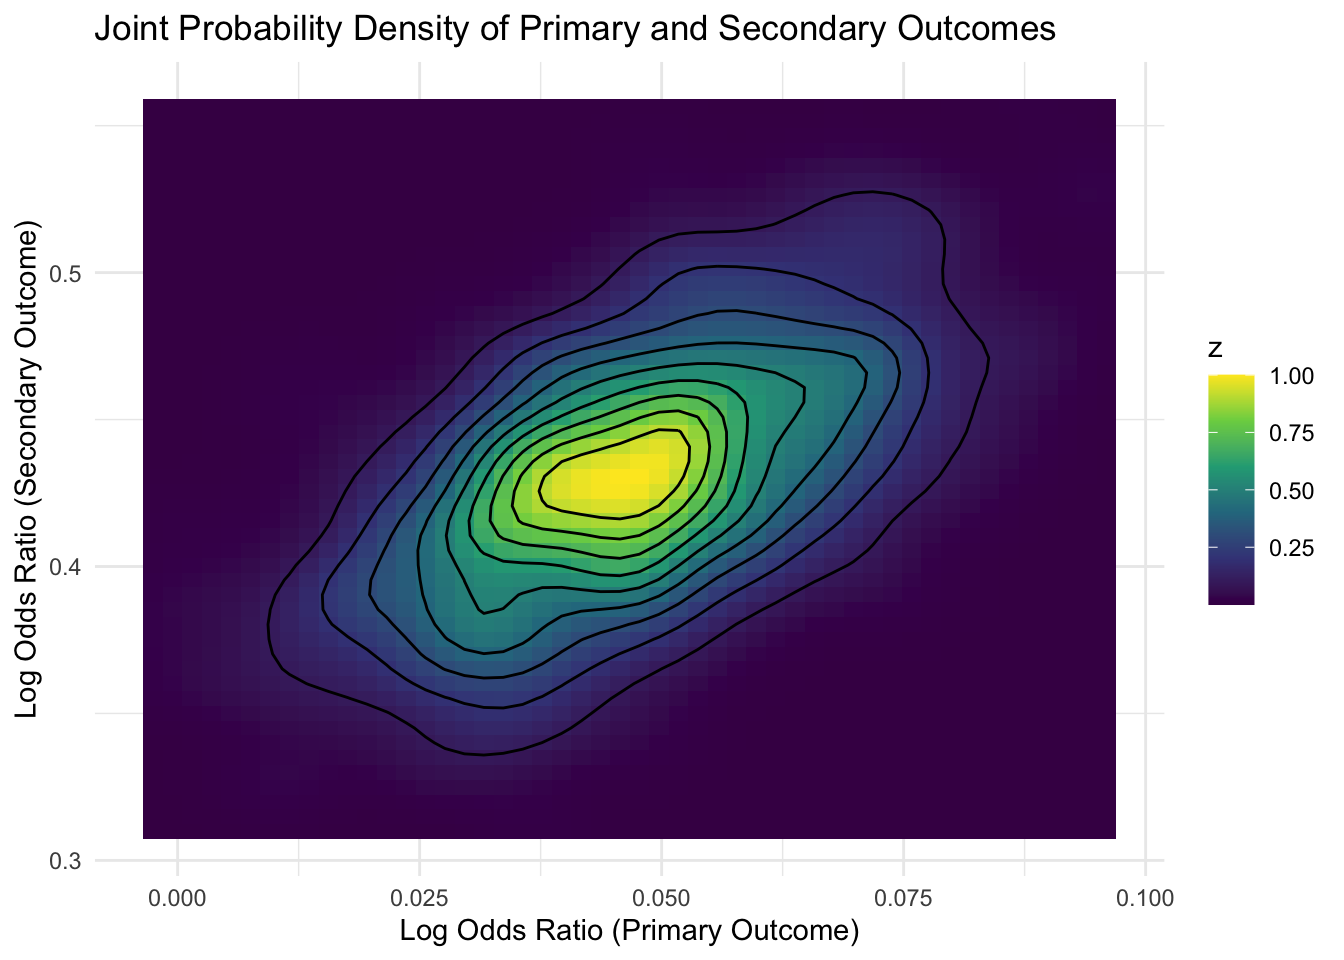 Joint Probability Density of Primary and Secondary Outcomes
Log Odds Ratio (Secondary Outcome)
0.5
0.4
0.3
0.000 0.025 0.050 0.075 0.100
Log Odds Ratio (Primary Outcome)
z
1.00
0.75
0.50
0.25